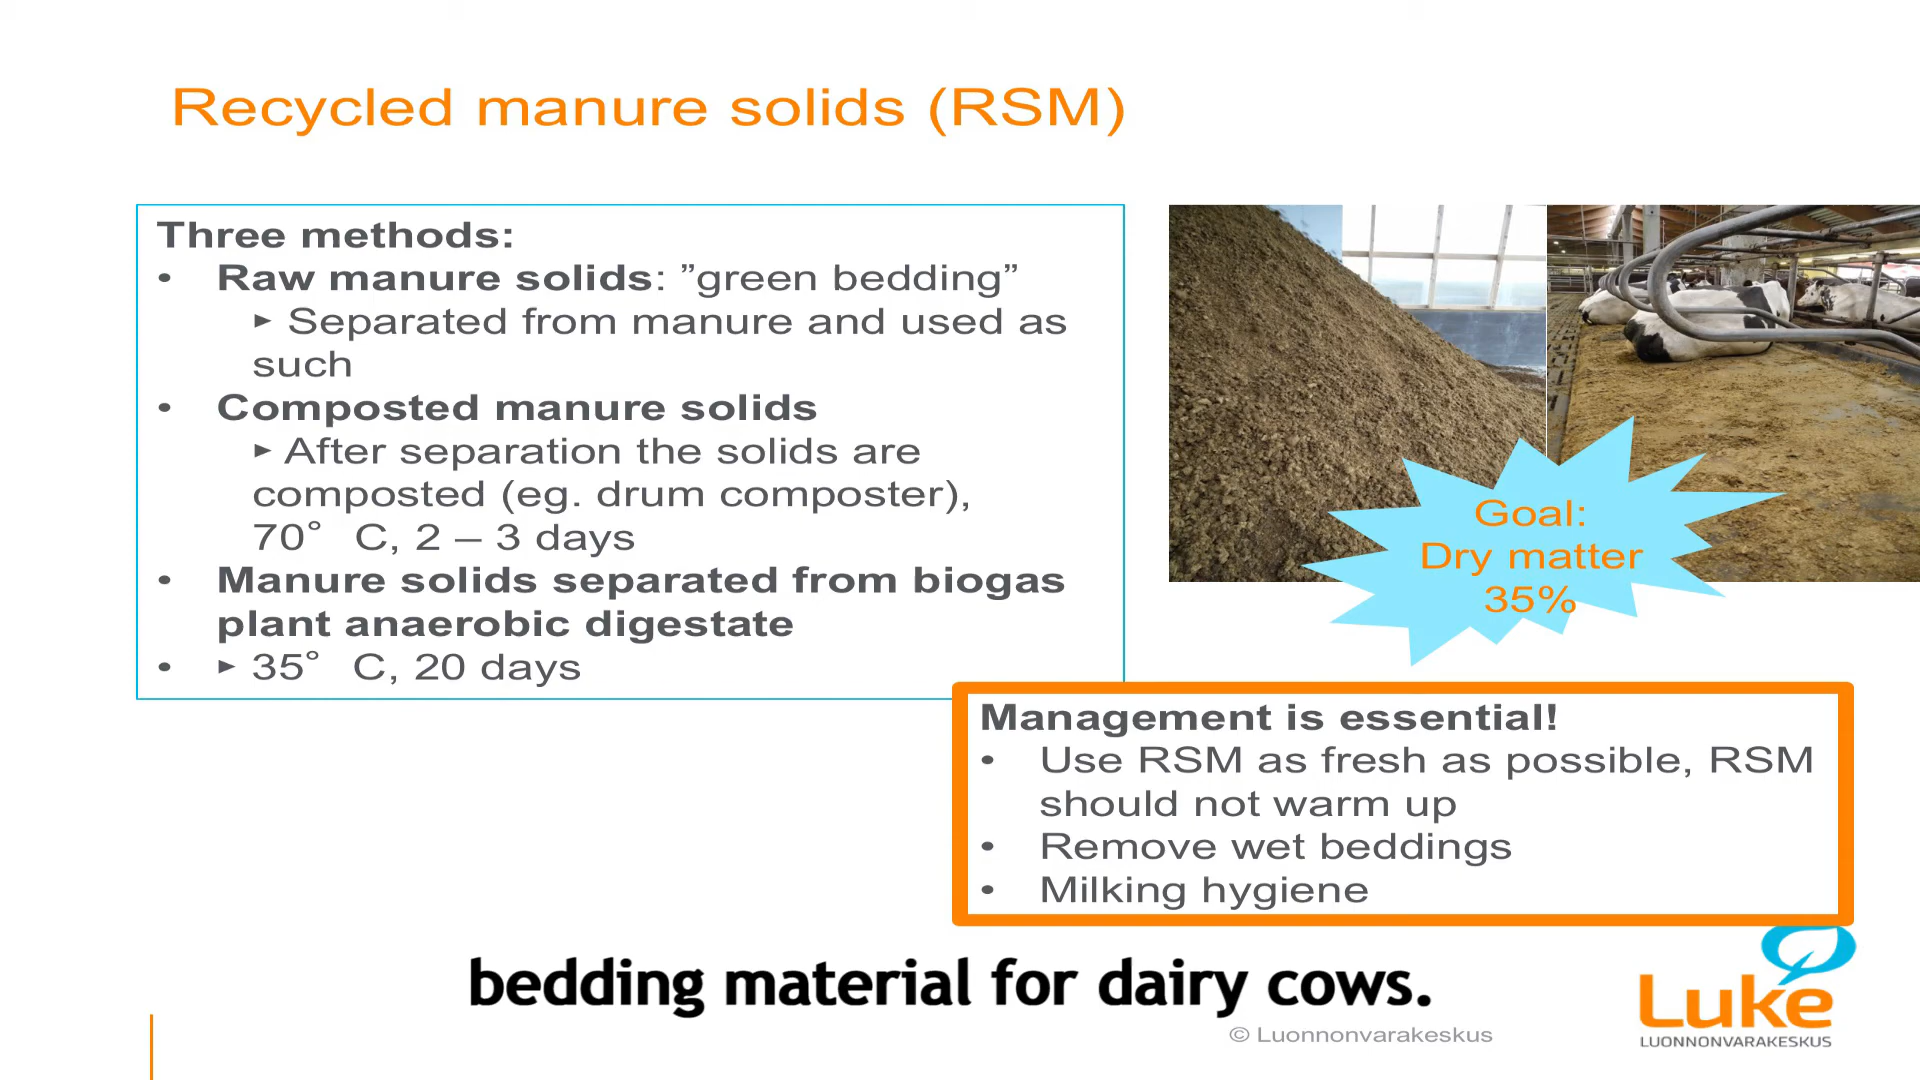 Recycled manure solids (RSM)
Three methods:
• Raw manure solids: ”green bedding”
► Separated from manure and used as
such
• Composted manure solids
► After separation the solids are
composted (eg. drum composter),
70° C, 2 – 3 days
• Manure solids separated from biogas
plant anaerobic digestate
• ► 35° C, 20 days
Goal:
Dry matter
35%
Management is essential!
• Use RSM as fresh as possible, RSM
should not warm up
• Remove wet beddings
• Milking hygiene
bedding material for dairy cows.
© Luonnonvarakeskus
Luke
LUONNONVARAKESKUS